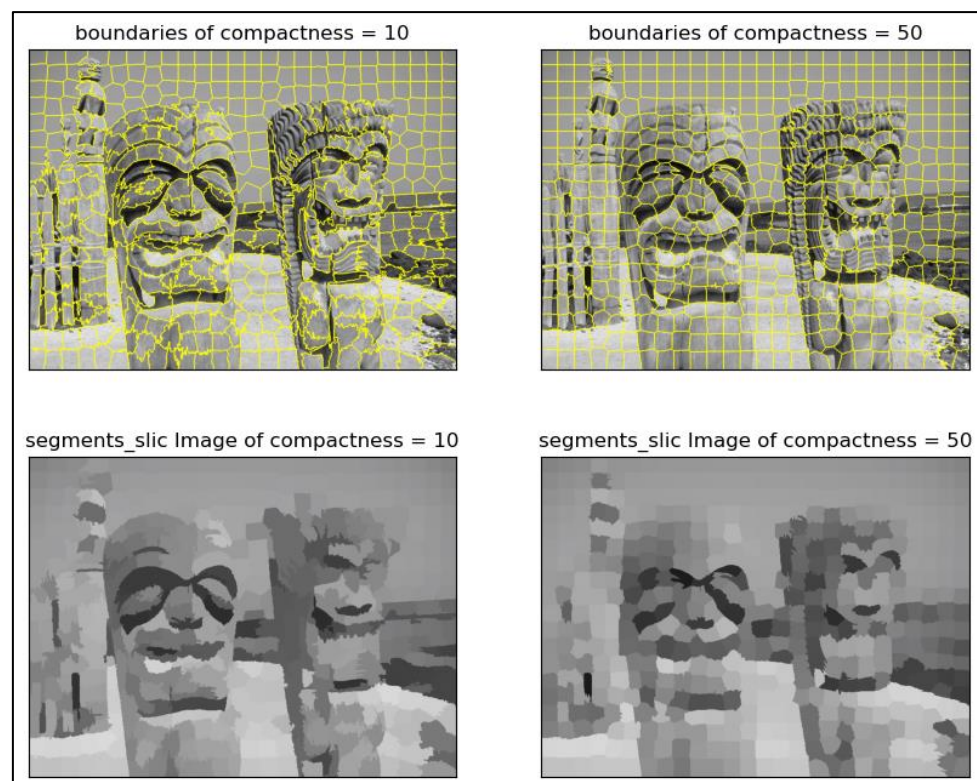 boundaries of compactness = 10
boundaries of compactness = 50
segments_slic Image of compactness = 10
segments_slic Image of compactness = 50